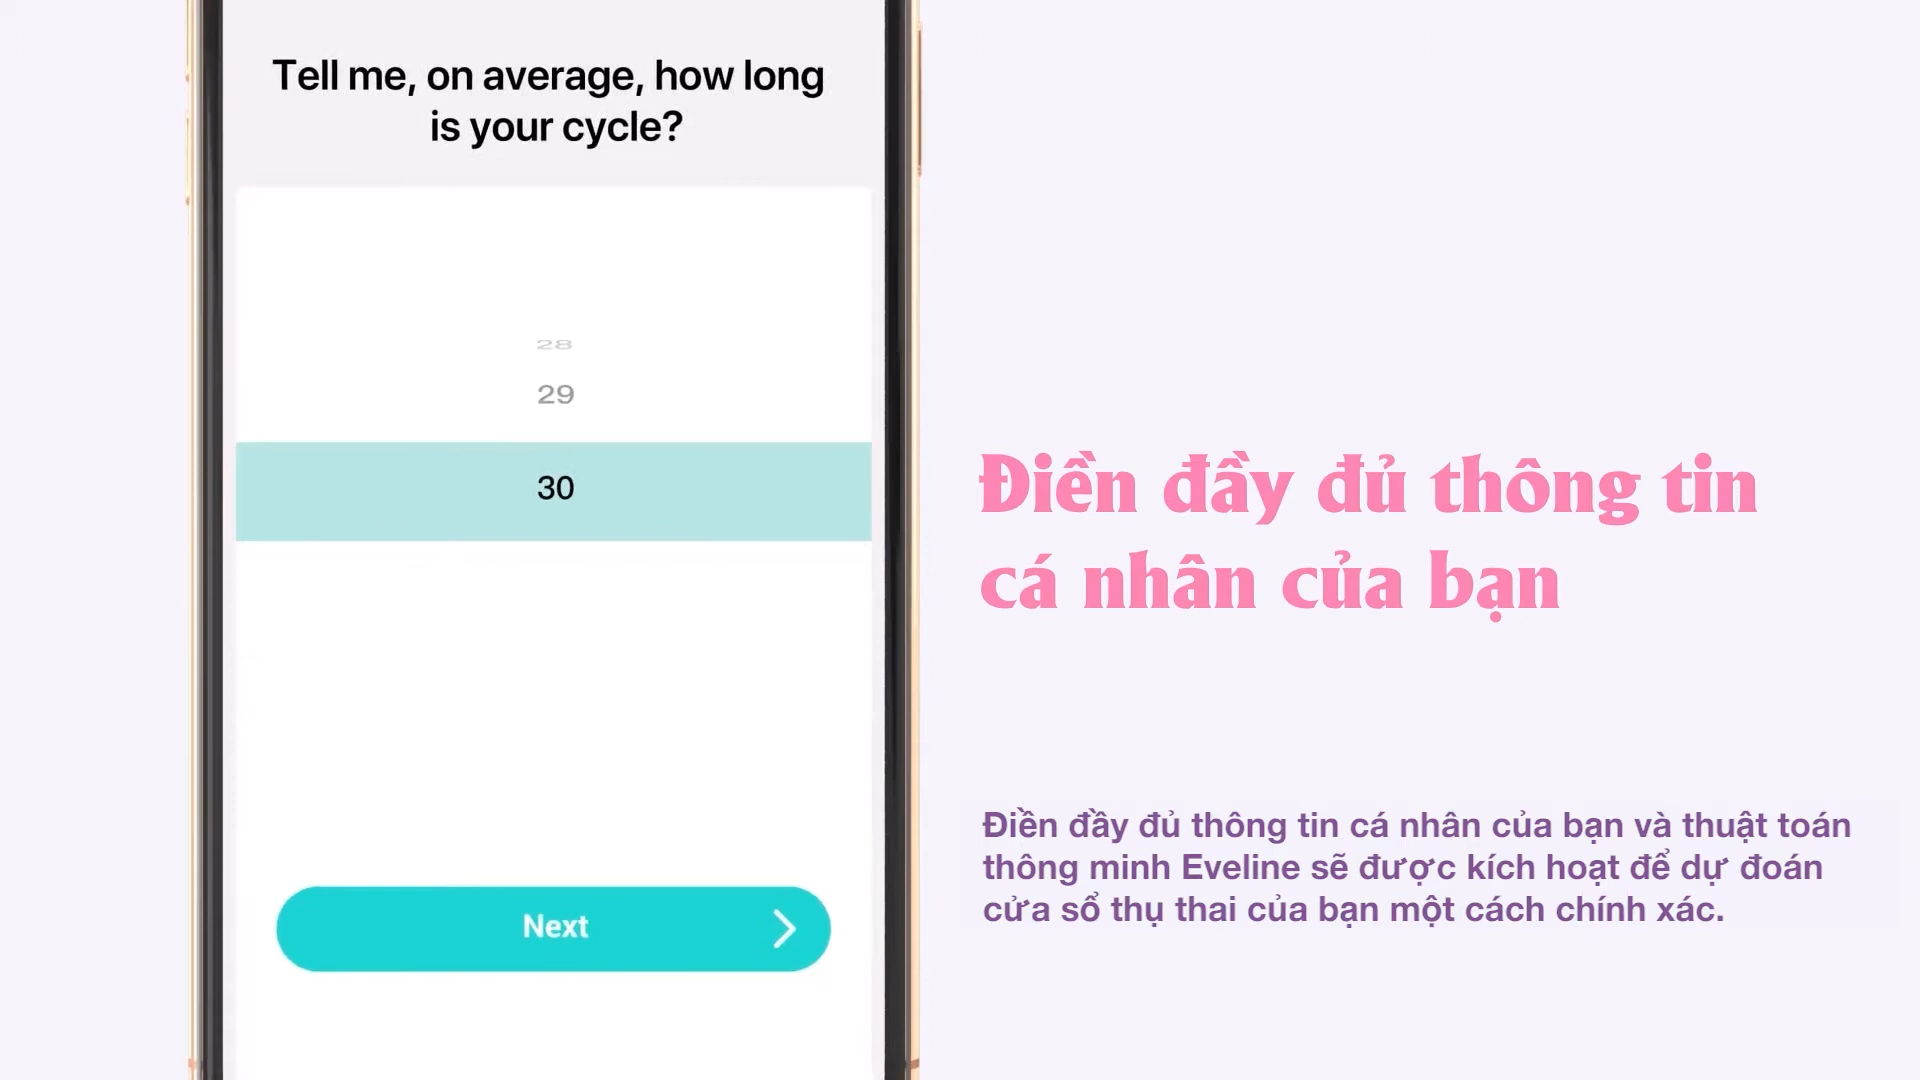 Tell me, on average, how long
is your cycle?
28
29
30
Next
Điền đầy đủ thông tin
cá nhân của bạn
Điền đầy đủ thông tin cá nhân của bạn và thuật toán
thông minh Eveline sẽ được kích hoạt để dự đoán
cửa sổ thụ thai của bạn một cách chính xác.